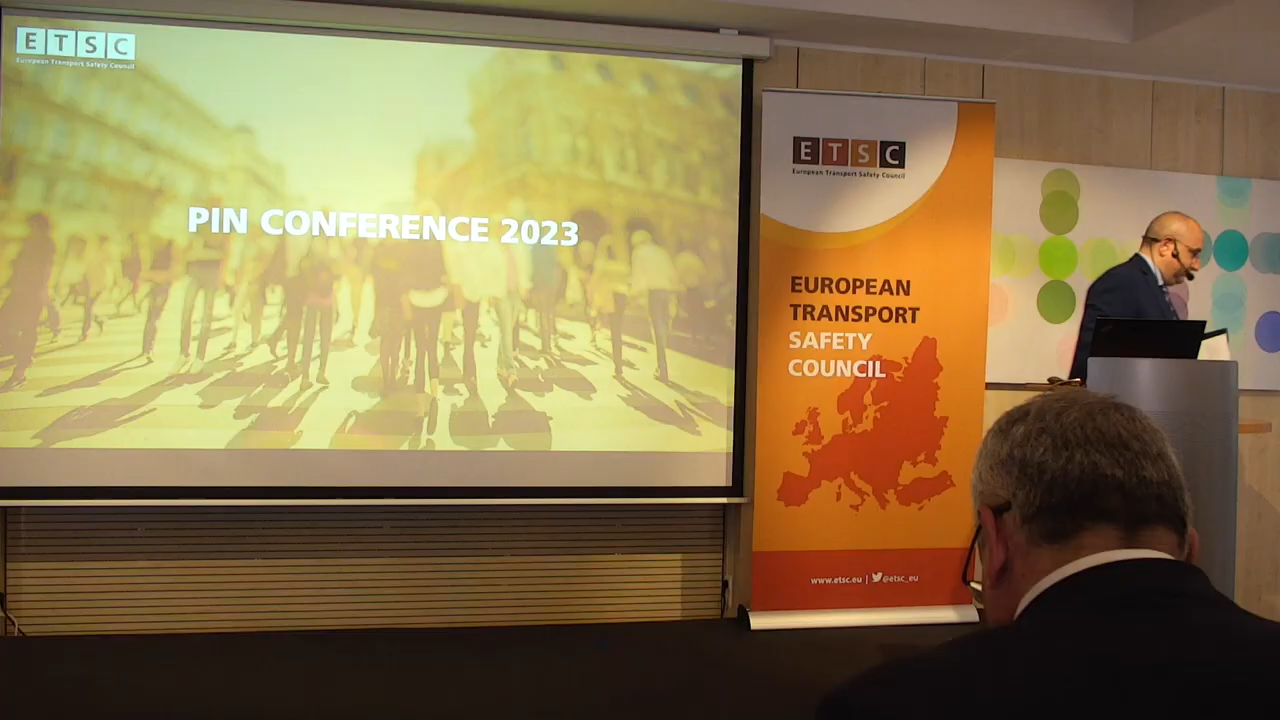 ETSC
European Transport Safety Council
PIN CONFERENCE 2023
ETSC
European Transport Safety Council
EUROPEAN
TRANSPORT
SAFETY
COUNCIL
www.etsc.eu | @etsc_eu